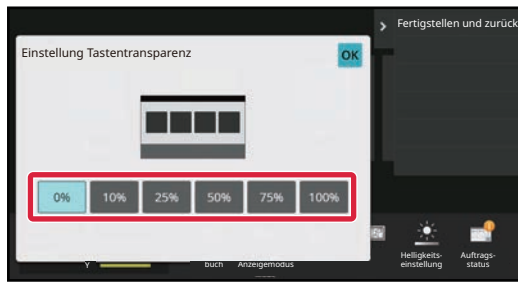 Fertigstellen und zurück
Einstellung Tastentransparenz
OK
0% 10% 25% 50% 75% 100%
Helligkeits-
einstellung
Auftrags-
status
Y
buch
Anzeigemodus